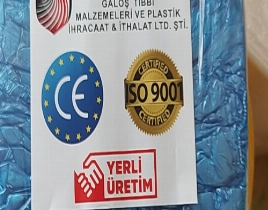 GALOŞ TIBBİ
MALZEMELERİ VE PLASTİK
İHRACAAT & İTHALAT LTD. ŞTİ.
CE
CERTIFIED
ISO 9001
CERTIFIED
YERLİ
ÜRETİM